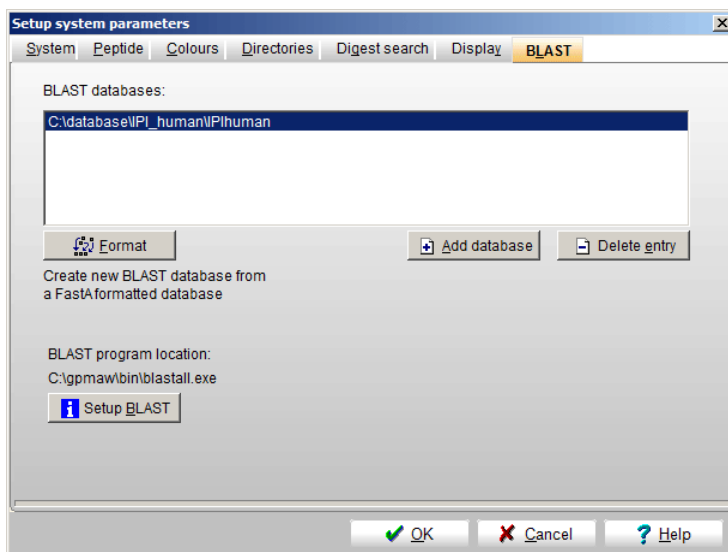 Setup system parameters
System Peptide Colours Directories Digest search Display BLAST
BLAST databases:
C:\database\IPI_human\IPIhuman
Format Add database Delete entry
Create new BLAST database from
a FastAformatted database
BLAST program location:
C:\gpmaw\bin\blastall.exe
Setup BLAST
OK Cancel Help